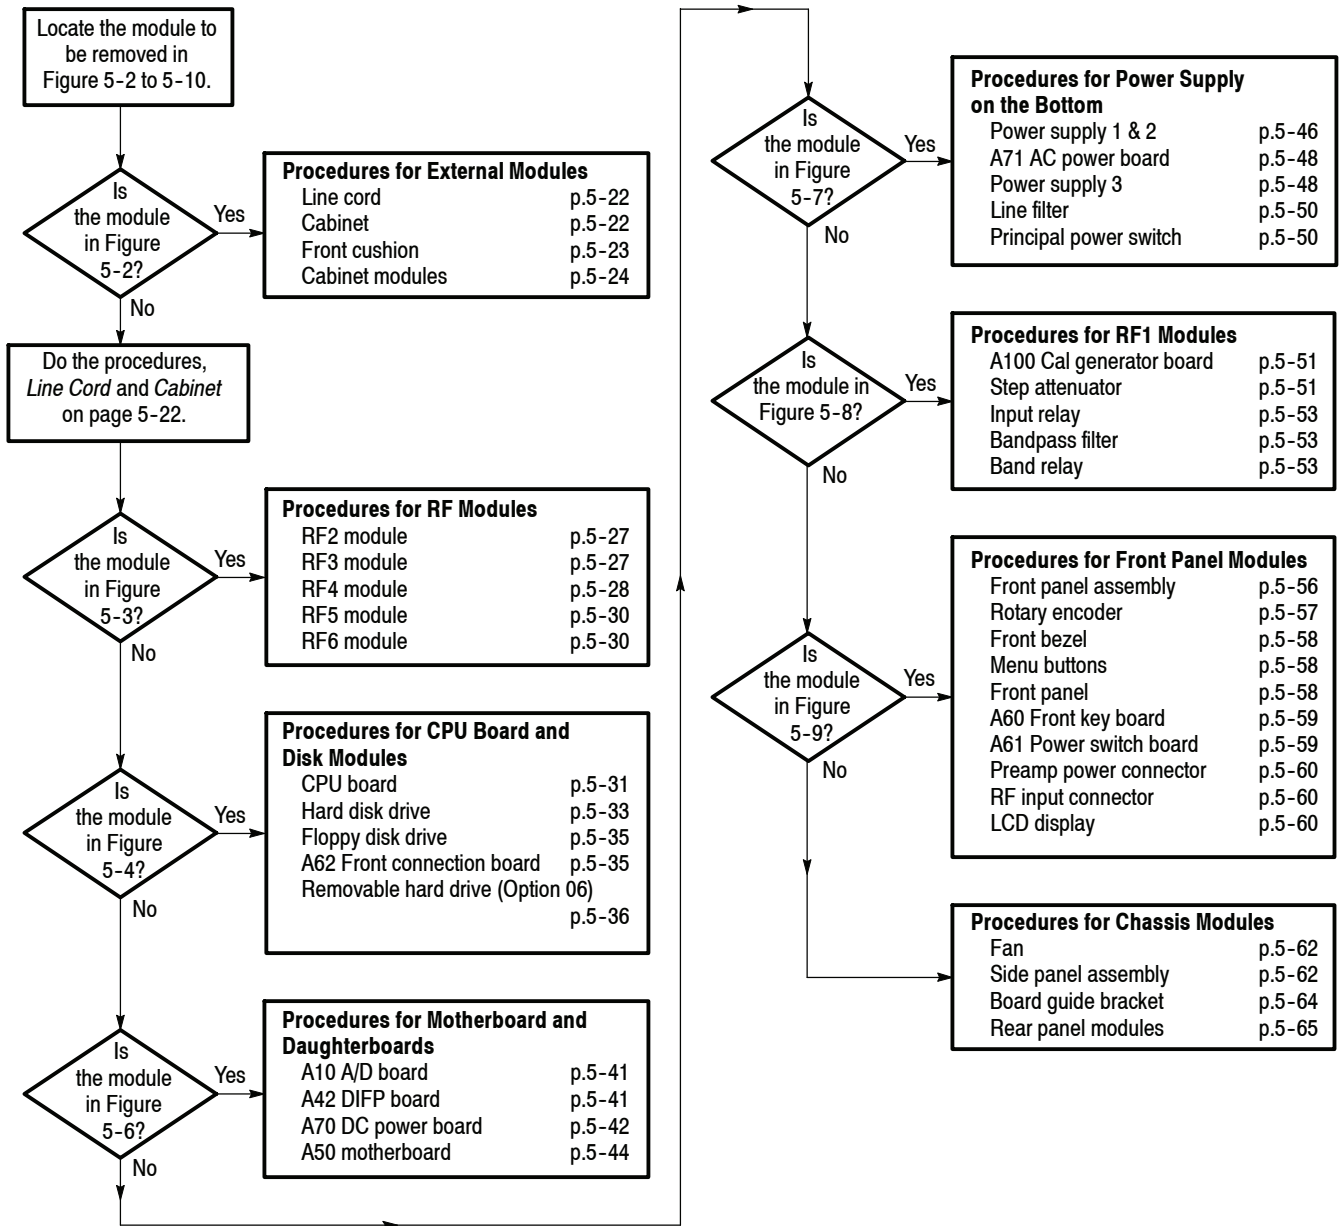 Locate the module to
be removed in
Figure 5-2 to 5-10.
Is
the module
in Figure
5-2?
Yes
No
Procedures for External Modules
Line cord p.5-22
Cabinet p.5-22
Front cushion p.5-23
Cabinet modules p.5-24
Do the procedures,
Line Cord and Cabinet
on page 5-22.
Is
the module
in Figure
5-3?
Yes
No
Procedures for RF Modules
RF2 module p.5-27
RF3 module p.5-27
RF4 module p.5-28
RF5 module p.5-30
RF6 module p.5-30
Is
the module
in Figure
5-4?
Yes
No
Procedures for CPU Board and
Disk Modules
CPU board p.5-31
Hard disk drive p.5-33
Floppy disk drive p.5-35
A62 Front connection board p.5-35
Removable hard drive (Option 06)
p.5-36
Is
the module
in Figure
5-6?
Yes
No
Procedures for Motherboard and
Daughterboards
A10 A/D board p.5-41
A42 DIFP board p.5-41
A70 DC power board p.5-42
A50 motherboard p.5-44
Is
the module
in Figure
5-7?
Yes
No
Procedures for Power Supply
on the Bottom
Power supply 1 & 2 p.5-46
A71 AC power board p.5-48
Power supply 3 p.5-48
Line filter p.5-50
Principal power switch p.5-50
Is
the module in
Figure 5-8?
Yes
No
Procedures for RF1 Modules
A100 Cal generator board p.5-51
Step attenuator p.5-51
Input relay p.5-53
Bandpass filter p.5-53
Band relay p.5-53
Is
the module
in Figure
5-9?
Yes
No
Procedures for Front Panel Modules
Front panel assembly p.5-56
Rotary encoder p.5-57
Front bezel p.5-58
Menu buttons p.5-58
Front panel p.5-58
A60 Front key board p.5-59
A61 Power switch board p.5-59
Preamp power connector p.5-60
RF input connector p.5-60
LCD display p.5-60
Procedures for Chassis Modules
Fan p.5-62
Side panel assembly p.5-62
Board guide bracket p.5-64
Rear panel modules p.5-65